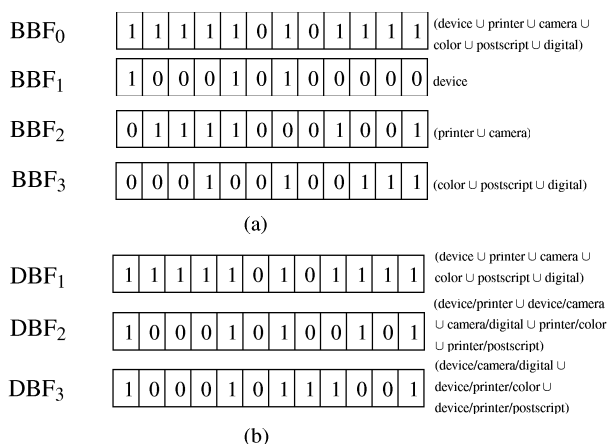 BBF0 1 1 1 1 1 0 1 0 1 1 1 1 (device ∪ printer ∪ camera ∪
color ∪ postscript ∪ digital)
BBF1 1 0 0 0 1 0 1 0 0 0 0 0 device
BBF2 0 1 1 1 1 0 0 0 1 0 0 1 (printer ∪ camera)
BBF3 0 0 0 1 0 0 1 0 0 1 1 1 (color ∪ postscript ∪ digital)
(a)
DBF1 1 1 1 1 1 0 1 0 1 1 1 1 (device ∪ printer ∪ camera ∪
color ∪ postscript ∪ digital)
(device/printer ∪ device/camera
DBF2 1 0 0 0 1 0 1 0 0 1 0 1 ∪ camera/digital ∪ printer/color
∪ printer/postscript)
(device/camera/digital ∪
DBF3 1 0 0 0 1 0 1 1 1 0 0 1 device/printer/color ∪
device/printer/postscript)
(b)